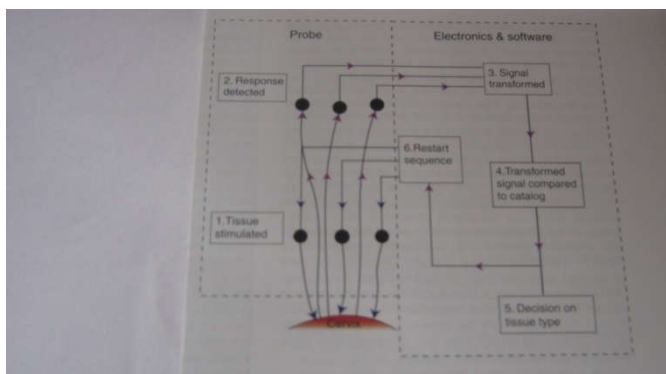 Probe
Electronics & software
2. Response
detected
3. Signal
transformed
6.Restart
sequence
4.Transformed
signal compared
to catalog
1.Tissue
stimulated
5. Decision on
tissue type
Cervix